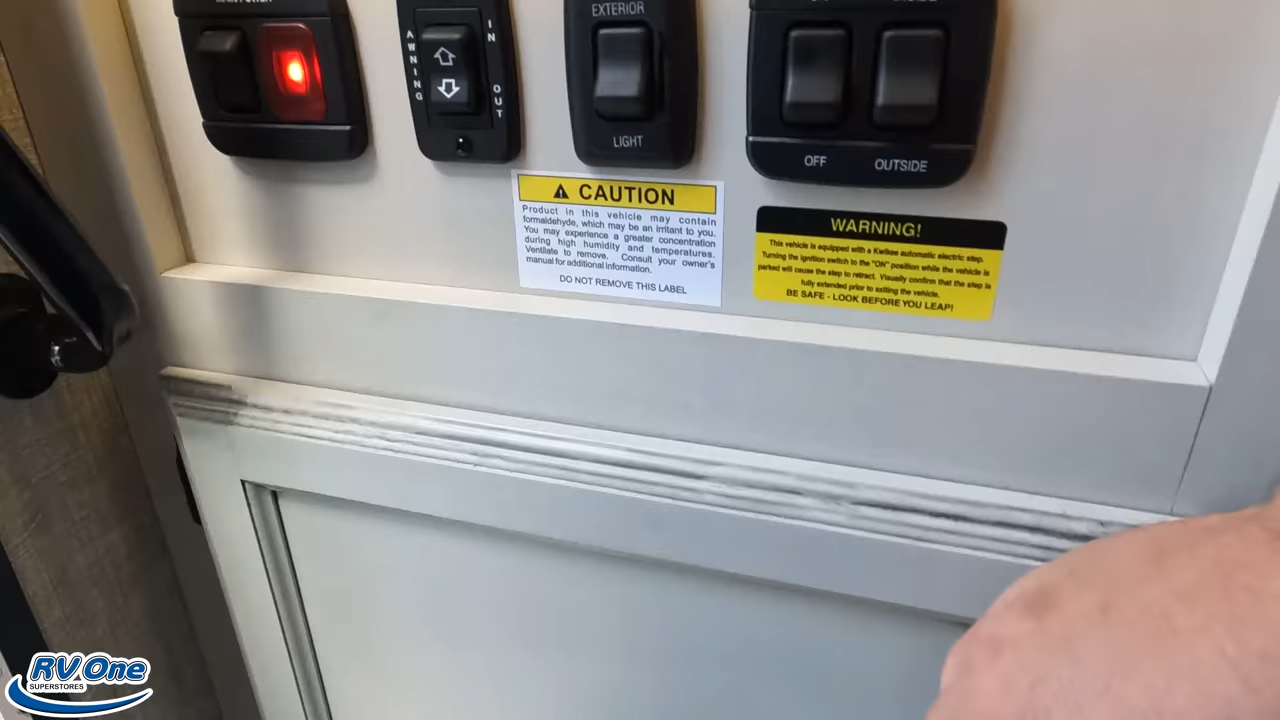 MAIN POWER
AWNING
IN
OUT
EXTERIOR
LIGHT
OFF
OUTSIDE
CAUTION
Product in this vehicle may contain
formaldehyde, which may be an irritant to you.
You may experience a greater concentration
during high humidity and temperatures.
Ventilate to remove. Consult your owner's
manual for additional information.
DO NOT REMOVE THIS LABEL
WARNING!
This vehicle is equipped with a Kwikee automatic electric step.
Turning the ignition switch to the "ON" position while the vehicle is
parked will cause the step to retract. Visually confirm that the step is
fully extended prior to exiting the vehicle.
BE SAFE - LOOK BEFORE YOU LEAP!
RV One
SUPERSTORES